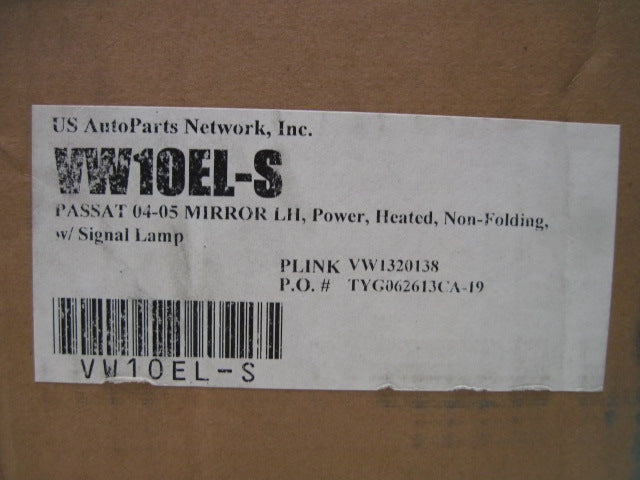 US AutoParts Network, Inc.
VW10EL-S
PASSAT 04-05 MIRROR LH, Power, Heated, Non-Folding,
w/ Signal Lamp
PLINK VW1320138
P.O. # TYG062613CA-19
VW10EL-S